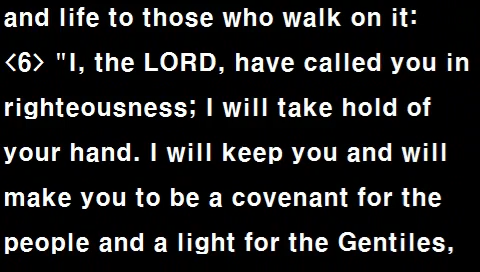 and life to those who walk on it:
<6> "I, the LORD, have called you in
righteousness; I will take hold of
your hand. I will keep you and will
make you to be a covenant for the
people and a light for the Gentiles,